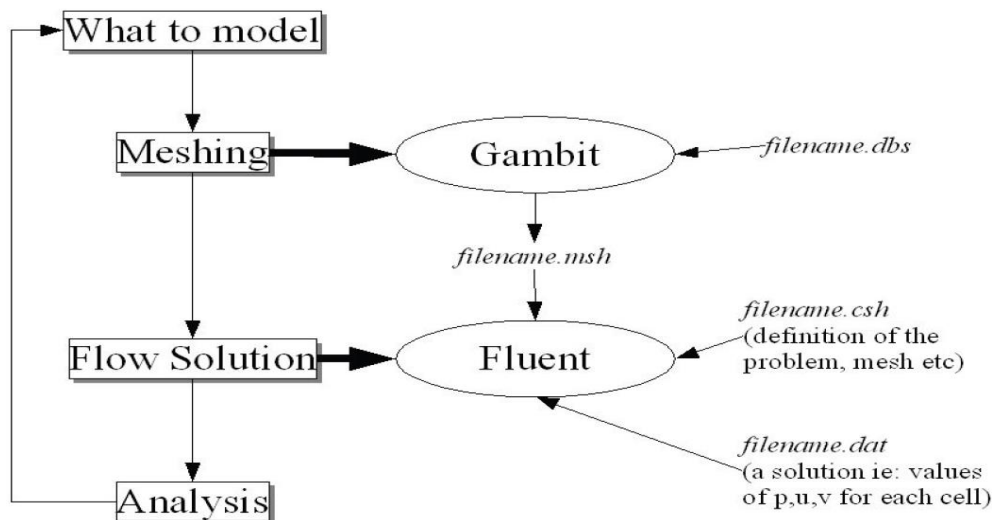 What to model
Meshing
Gambit
filename.dbs
filename.msh
filename.csh
(definition of the
problem, mesh etc)
Flow Solution
Fluent
filename.dat
(a solution ie: values
of p,u,v for each cell)
Analysis